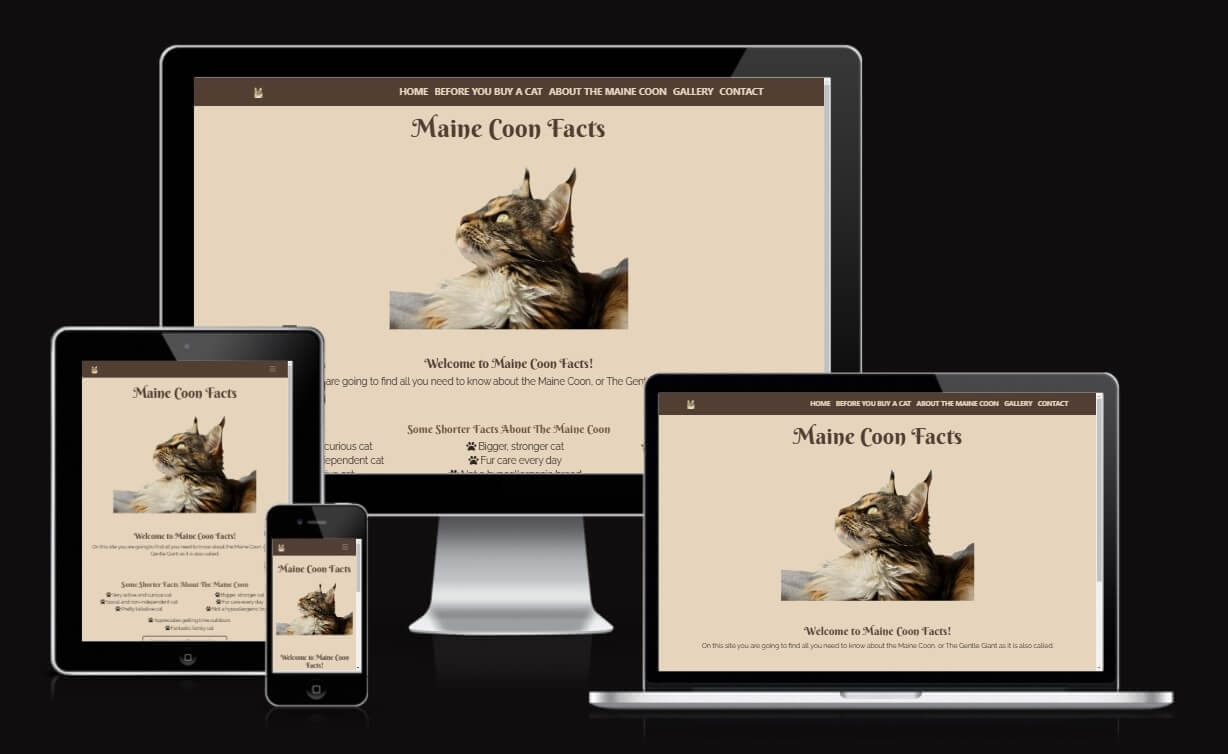 HOME BEFORE YOU BUY A CAT ABOUT THE MAINE COON GALLERY CONTACT
Maine Coon Facts
Welcome to Maine Coon Facts!
are going to find all you need to know about the Maine Coon, or The Gent
Some Shorter Facts About The Maine Coon
curious cat
Bigger, stronger cat
ependent cat
Fur care every day
Not a hypoallergenic breed
Maine Coon Facts
Welcome to Maine Coon Facts!
On this site you are going to find all you need to know about the Maine Coon,
Gentle Giant as it is also called.
Some Shorter Facts About The Maine Coon
Very active and curious cat
Bigger, stronger cat
Social and non-independent cat
Fur care every day
Pretty talkative cat
Not a hypoallergenic
Appreciates getting time outdoors
Fantastic family cat
Maine Coon Facts
Welcome to Maine Coon
Facts!
HOME BEFORE YOU BUY A CAT ABOUT THE MAINE COON GALLERY CONTACT
Maine Coon Facts
Welcome to Maine Coon Facts!
On this site you are going to find all you need to know about the Maine Coon, or The Gentle Giant as it is also called.